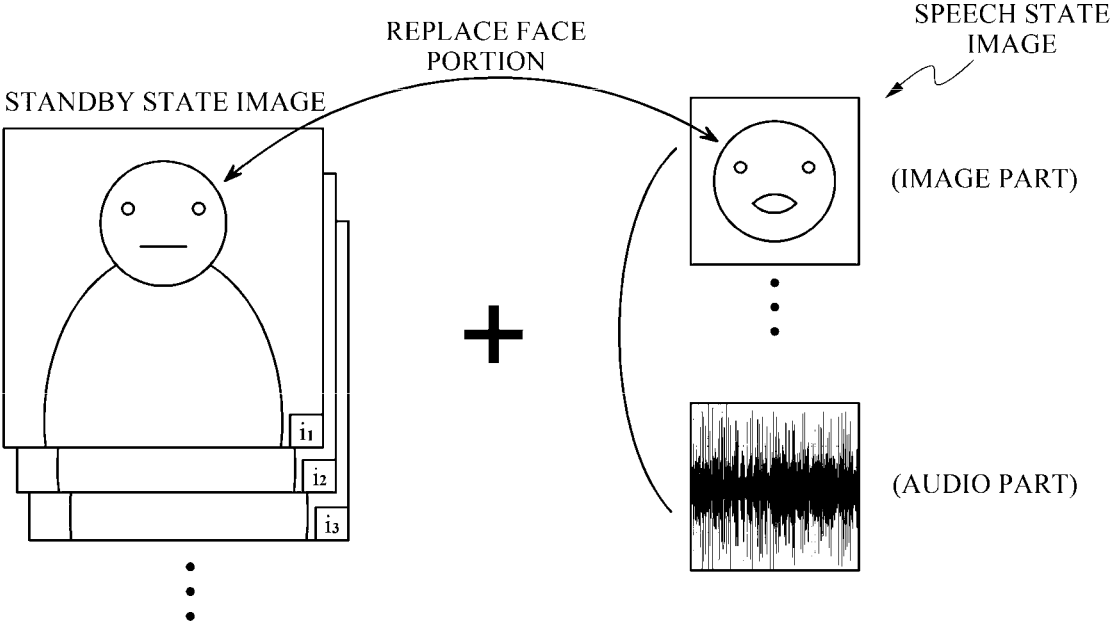 SPEECH STATE
IMAGE
REPLACE FACE
PORTION
STANDBY STATE IMAGE
(IMAGE PART)
i1
i2
i3
(AUDIO PART)